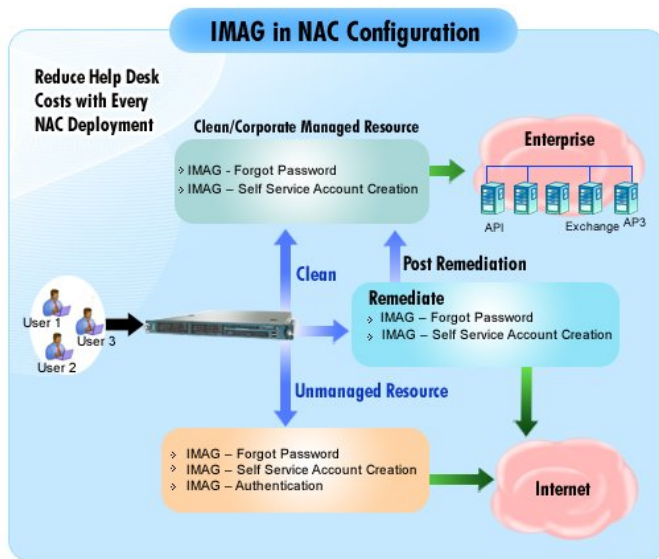 IMAG in NAC Configuration
Reduce Help Desk
Costs with Every
NAC Deployment
Clean/Corporate Managed Resource
IMAG - Forgot Password
IMAG – Self Service Account Creation
Enterprise
API
Exchange
AP3
Clean
Post Remediation
Remediate
IMAG – Forgot Password
IMAG – Self Service Account Creation
User 1
User 3
User 2
Unmanaged Resource
IMAG – Forgot Password
IMAG – Self Service Account Creation
IMAG – Authentication
Internet